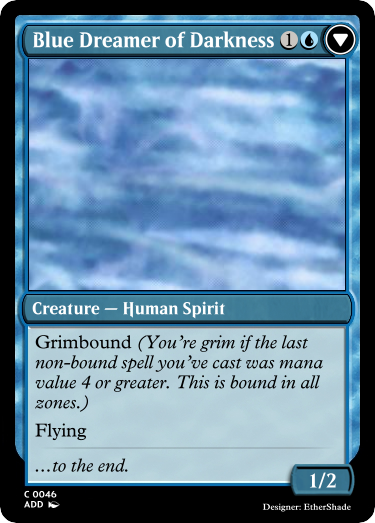 Blue Dreamer of Darkness 1
Creature — Human Spirit
Grimbound (You're grim if the last
non-bound spell you've cast was mana
value 4 or greater. This is bound in all
zones.)
Flying
...to the end.
1/2
C 0046
ADD
Designer: EtherShade